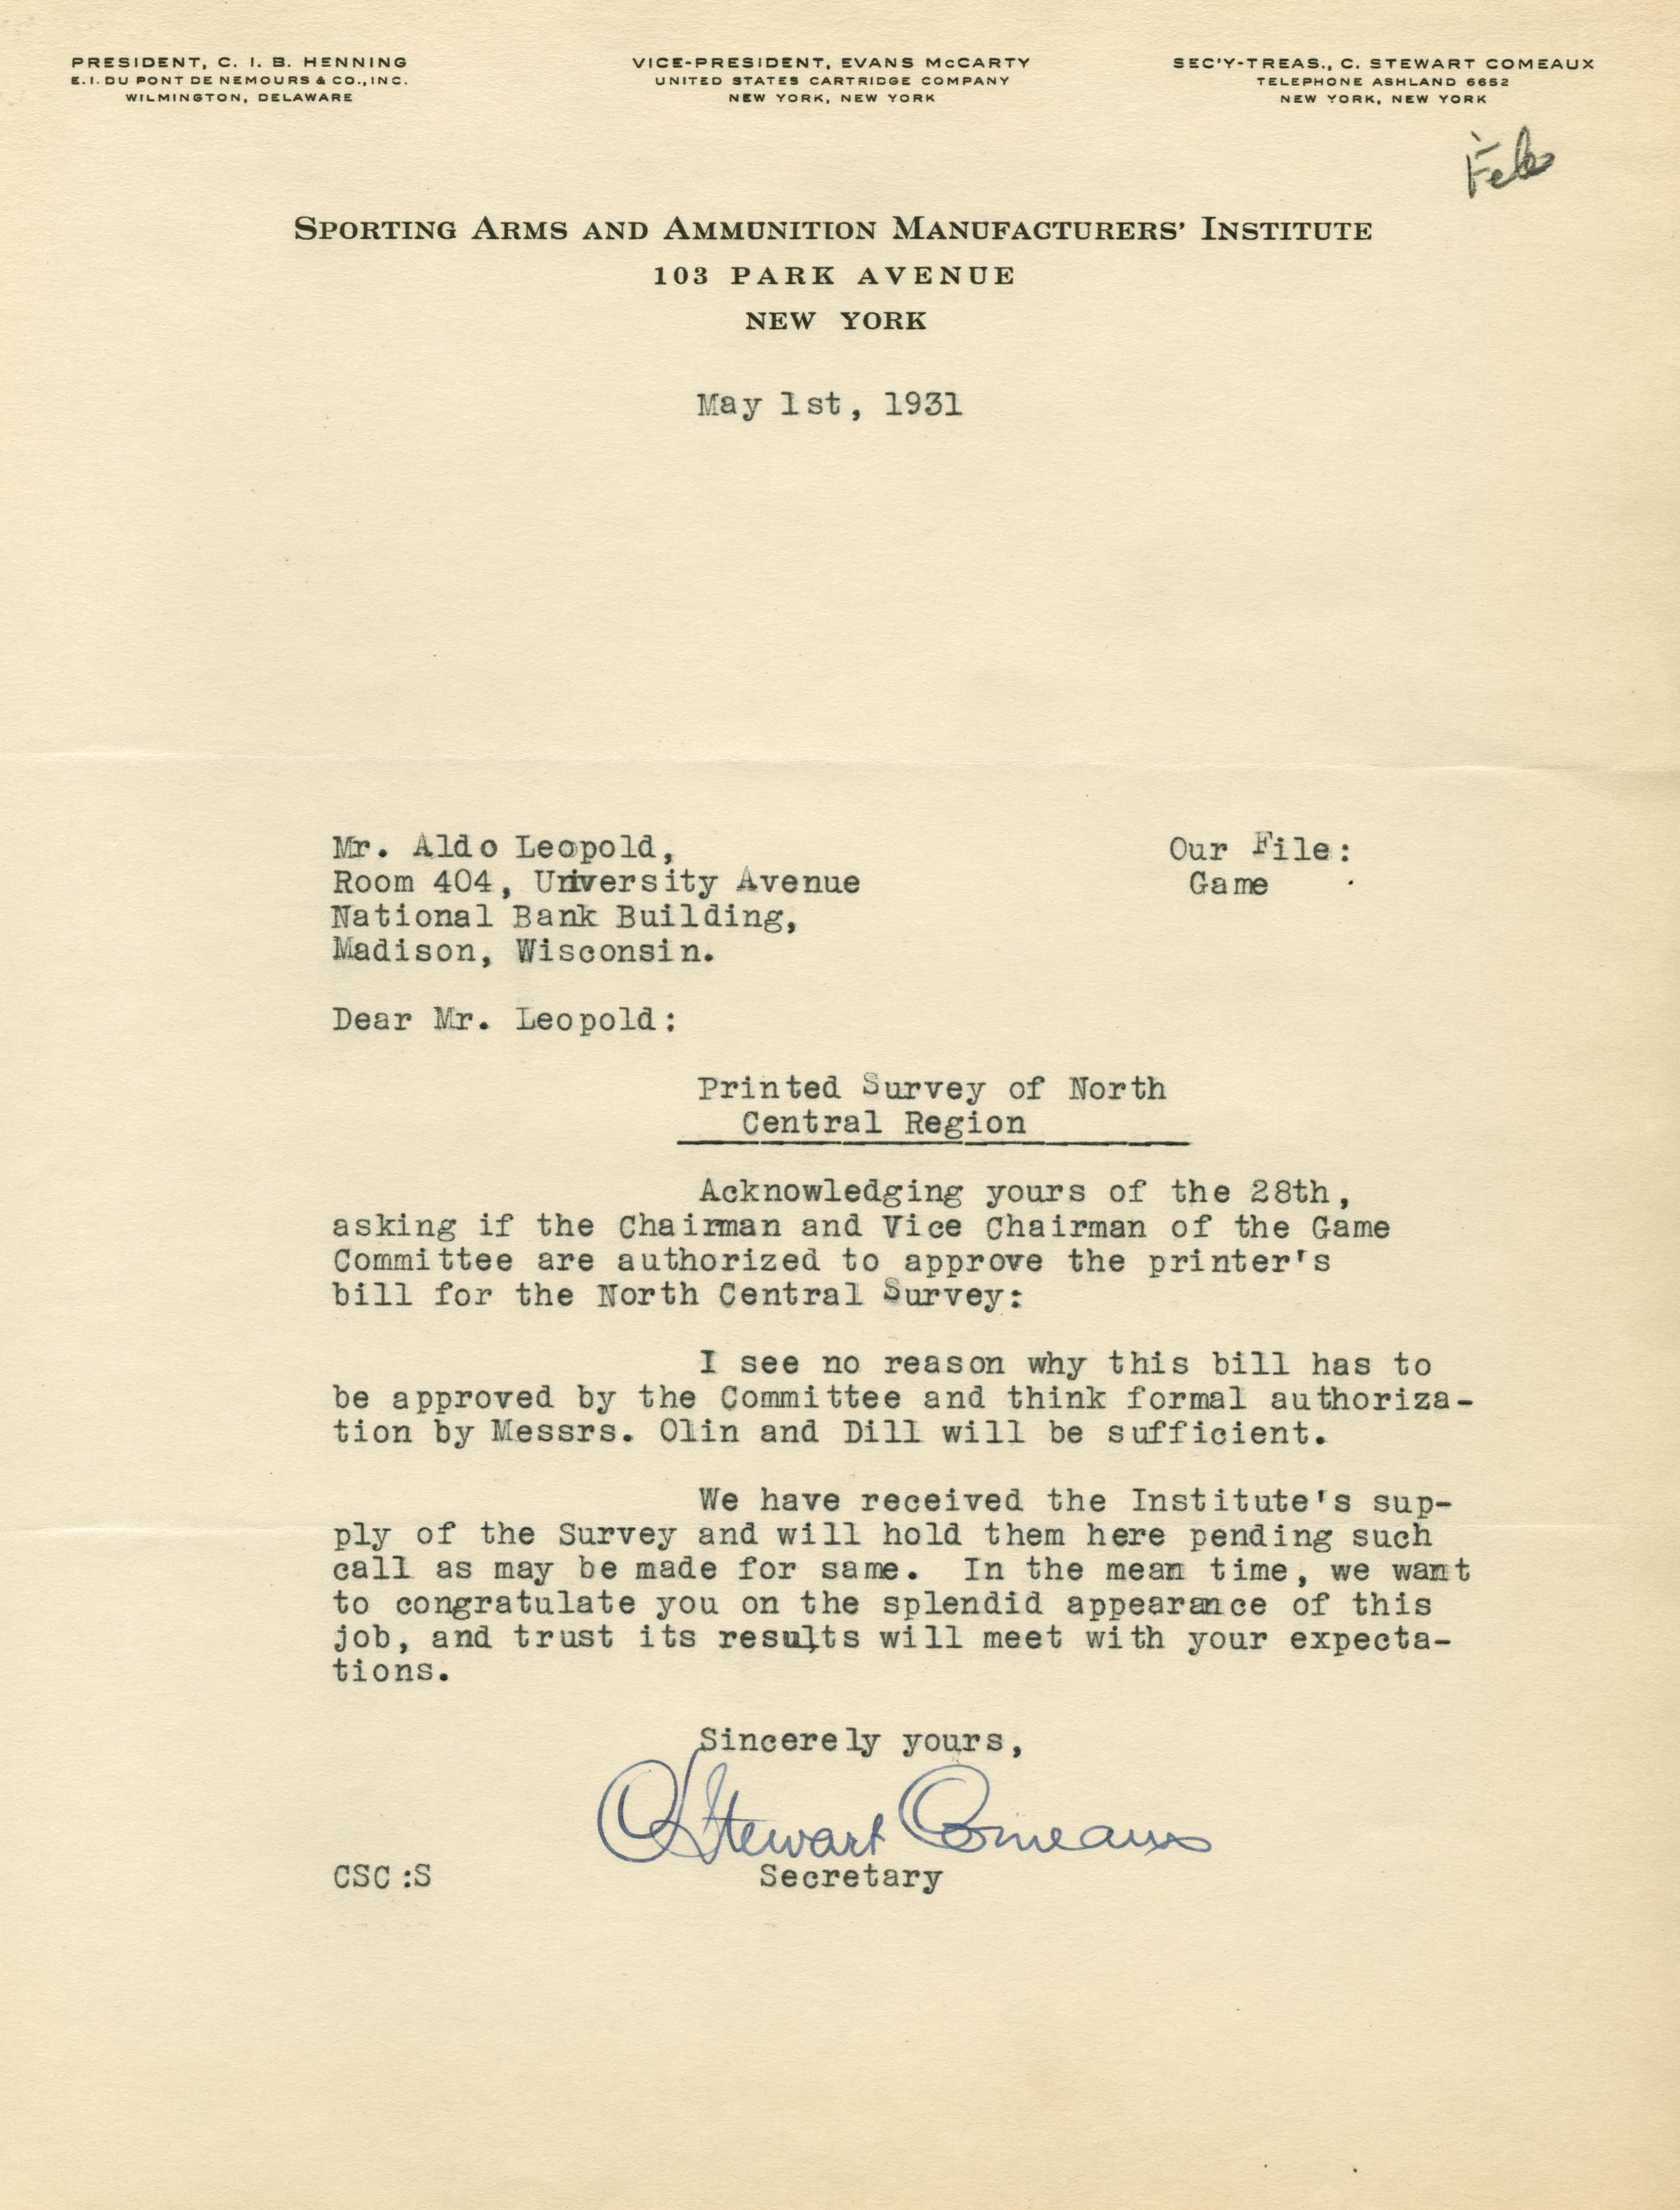 PRESIDENT, C. I. B. HENNING
E. I. DU PONT DE NEMOURS & CO., INC.
WILMINGTON, DELAWARE
VICE-PRESIDENT, EVANS McCARTY
UNITED STATES CARTRIDGE COMPANY
NEW YORK, NEW YORK
SEC'Y-TREAS., C. STEWART COMEAUX
TELEPHONE ASHLAND 6652
NEW YORK, NEW YORK
SPORTING ARMS AND AMMUNITION MANUFACTURERS' INSTITUTE
103 PARK AVENUE
NEW YORK
May 1st, 1931
Mr. Aldo Leopold,
Room 404, University Avenue
National Bank Building,
Madison, Wisconsin.
Our File:
Game
Dear Mr. Leopold:
Printed Survey of North
Central Region
Acknowledging yours of the 28th,
asking if the Chairman and Vice Chairman of the Game
Committee are authorized to approve the printer's
bill for the North Central Survey:
I see no reason why this bill has to
be approved by the Committee and think formal authoriza-
tion by Messrs. Olin and Dill will be sufficient.
We have received the Institute's sup-
ply of the Survey and will hold them here pending such
call as may be made for same. In the mean time, we want
to congratulate you on the splendid appearance of this
job, and trust its results will meet with your expecta-
tions.
Sincerely yours,
C Stewart Comeaux
Secretary
CSC:S